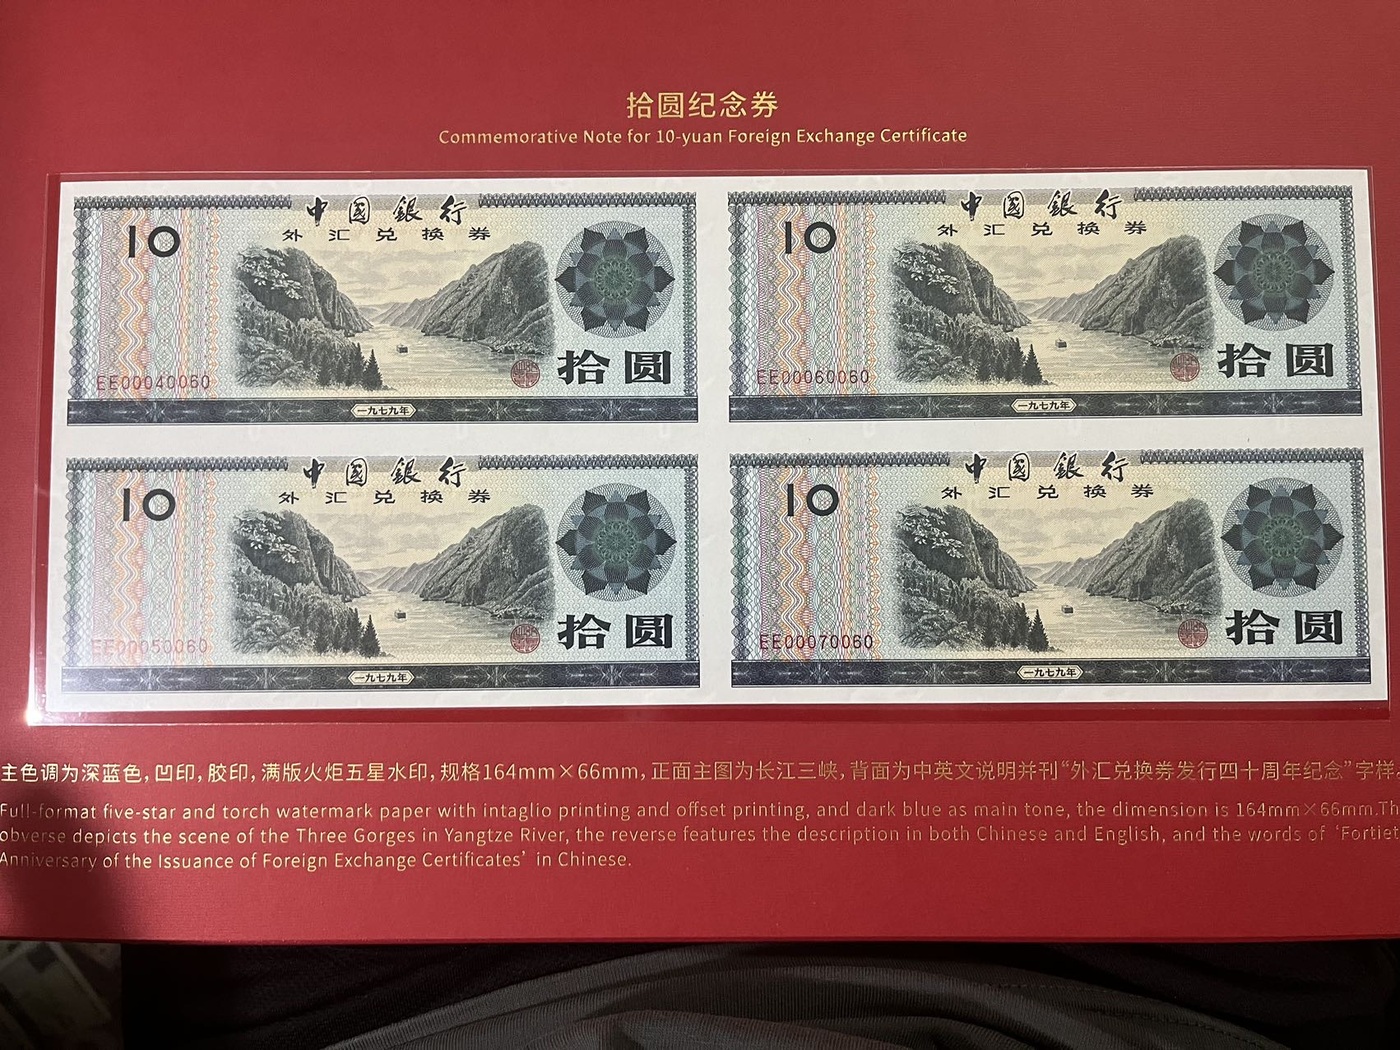 拾圆纪念券
Commemorative Note for 10-yuan Foreign Exchange Certificate
中國銀行
外汇兑换券
10
EE00040060
拾圆
一九七九年
中國銀行
外汇兑换券
10
EE00060060
拾圆
一九七九年
中國銀行
外汇兑换券
10
EE00050060
拾圆
一九七九年
中國銀行
外汇兑换券
10
EE00070060
拾圆
一九七九年
主色调为深蓝色，凹印，胶印，满版火炬五星水印，规格164mm×66mm，正面主图为长江三峡，背面为中英文说明并刊“外汇兑换券发行四十周年纪念”字样
Full-format five-star and torch watermark paper with intaglio printing and offset printing, and dark blue as main tone, the dimension is 164mm×66mm.Th
obverse depicts the scene of the Three Gorges in Yangtze River, the reverse features the description in both Chinese and English, and the words of ‘Fortiet
Anniversary of the Issuance of Foreign Exchange Certificates’ in Chinese.